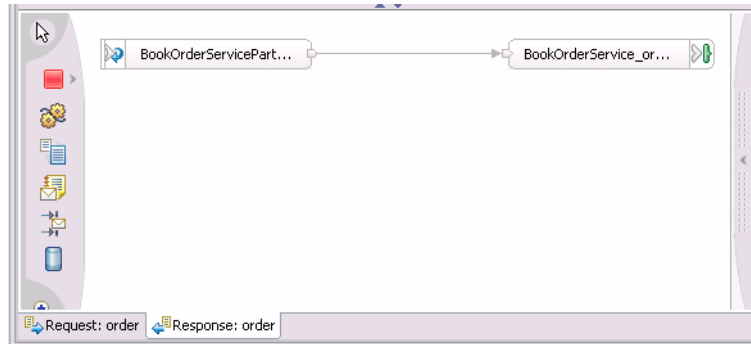 BookOrderServicePart...
BookOrderService_or...
Request: order
Response: order